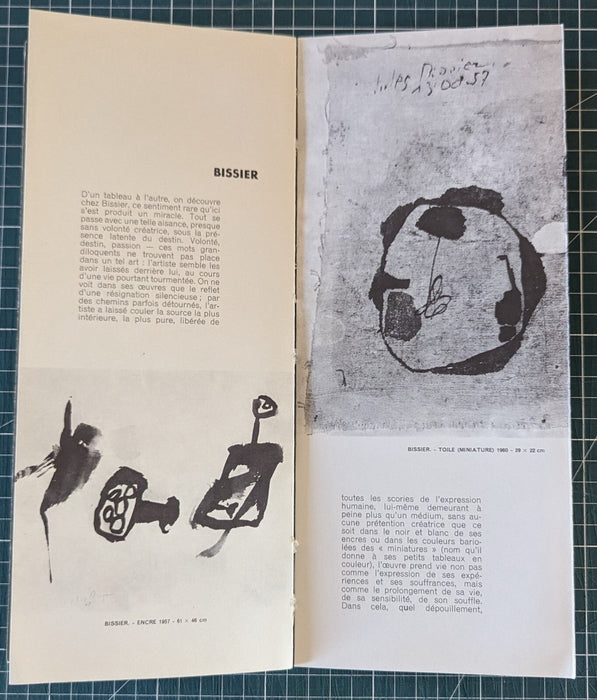 BISSIER
D'un tableau à l'autre, on découvre
chez Bissier, ce sentiment rare qu'ici
s'est produit un miracle. Tout se
passe avec une telle aisance, presque
sans volonté créatrice, sous la pré-
sence latente du destin. Volonté,
destin, passion — ces mots gran-
diloquents ne trouvent pas place
dans un tel art : l'artiste semble les
avoir laissés derrière lui, au cours
d'une vie pourtant tourmentée. On ne
voit dans ses œuvres que le reflet
d'une résignation silencieuse ; par
des chemins parfois détournés, l'ar-
tiste a laissé couler la source la plus
intérieure, la plus pure, libérée de
BISSIER. - ENCRE 1957 - 61 × 46 cm
Jules Bissier
13 Oct 59
BISSIER. - TOILE (MINIATURE) 1960 - 29 × 22 cm
toutes les scories de l'expression
humaine, lui-même demeurant à
peine plus qu'un médium, sans au-
cune prétention créatrice que ce
soit dans le noir et blanc de ses
encres ou dans les couleurs bario-
lées des « miniatures » (nom qu'il
donne à ses petits tableaux en
couleur), l'œuvre prend vie non pas
comme l'expression de ses expé-
riences et ses souffrances, mais
comme le prolongement de sa vie,
de sa sensibilité, de son souffle.
Dans cela, quel dépouillement,